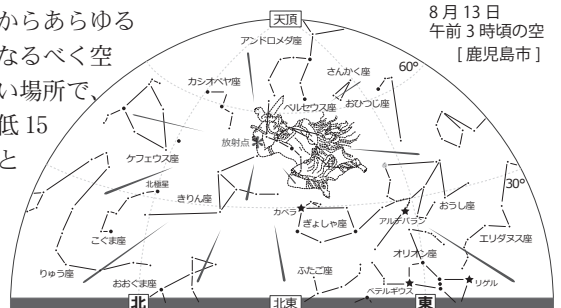 からあらゆる
なるべく空
い場所で、
低 15
と
8 月 13 日
午前 3 時頃の空
[ 鹿児島市 ]
天頂
アンドロメダ座
さんかく座
60°
カシオペヤ座
ペルセウス座
おひつじ座
放射点
ケフェウス座
北極星
きりん座
30°
カペラ
ぎょしゃ座
アルデバラン
おうし座
こぐま座
エリダヌス座
オリオン座
りゅう座
おおぐま座
ふたご座
ベテルギウス
リゲル
北
北東
東